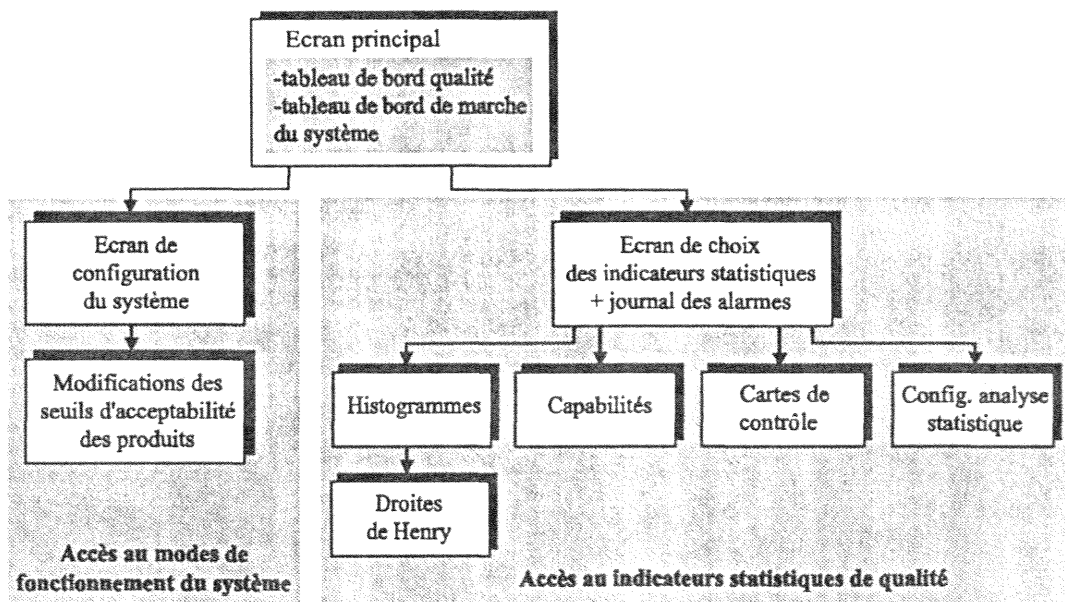 Ecran principal
-tableau de bord qualité
-tableau de bord de marche
du système
Ecran de
configuration
du système
Ecran de choix
des indicateurs statistiques
+ journal des alarmes
Modifications des
seuils d'acceptabilité
des produits
Histogrammes
Capabilités
Cartes de
contrôle
Config. analyse
statistique
Droites
de Henry
Accès au modes de
fonctionnement du système
Accès au indicateurs statistiques de qualité